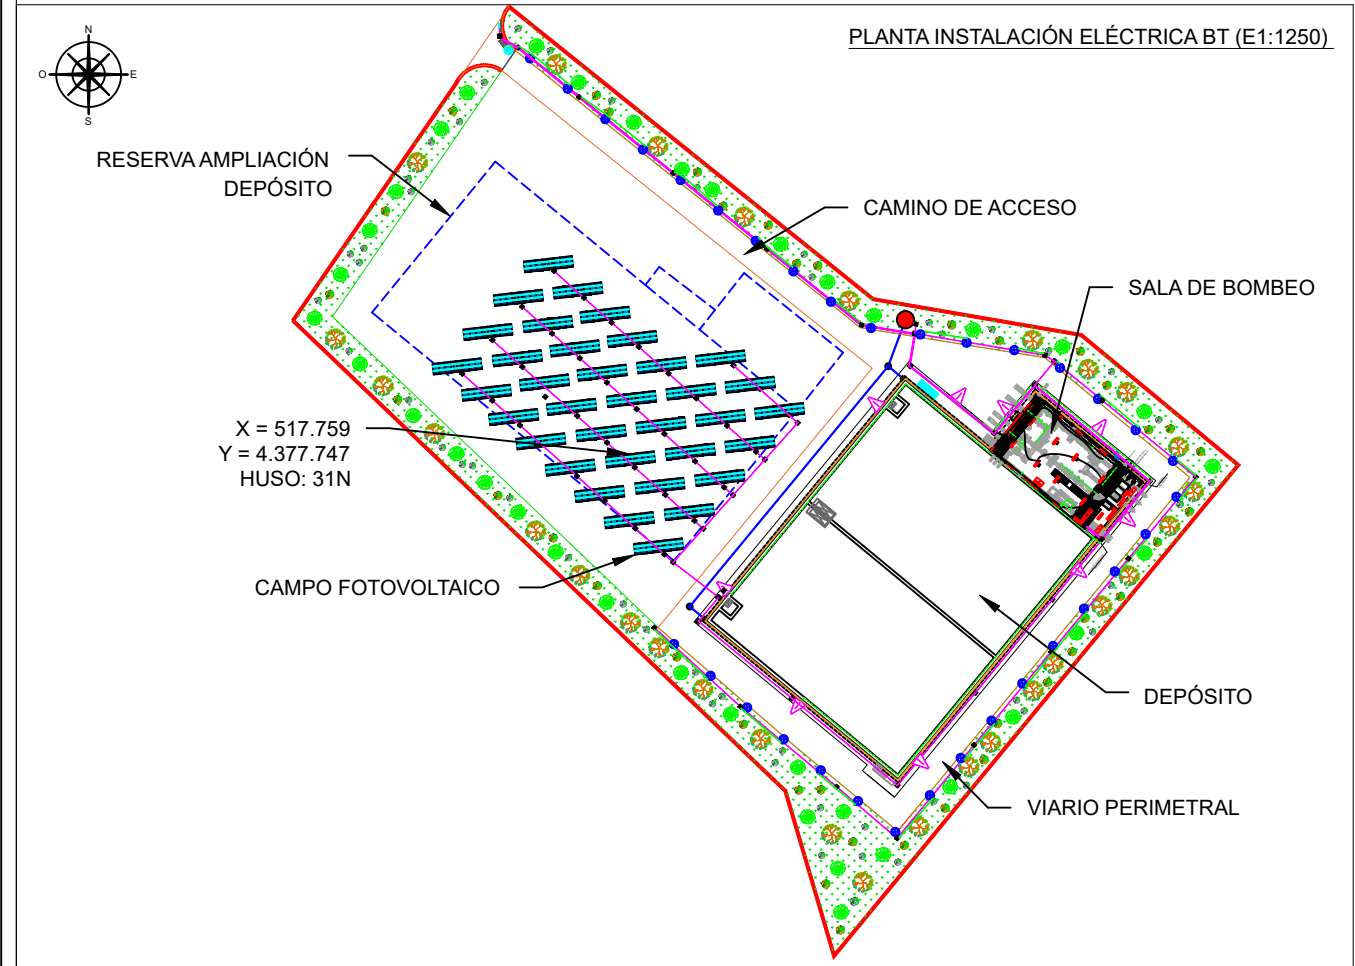 PLANTA INSTALACIÓN ELÉCTRICA BT (E1:1250)
N
O
E
S
RESERVA AMPLIACIÓN
DEPÓSITO
CAMINO DE ACCESO
SALA DE BOMBEO
X = 517.759
Y = 4.377.747
HUSO: 31N
CAMPO FOTOVOLTAICO
DEPÓSITO
VIARIO PERIMETRAL